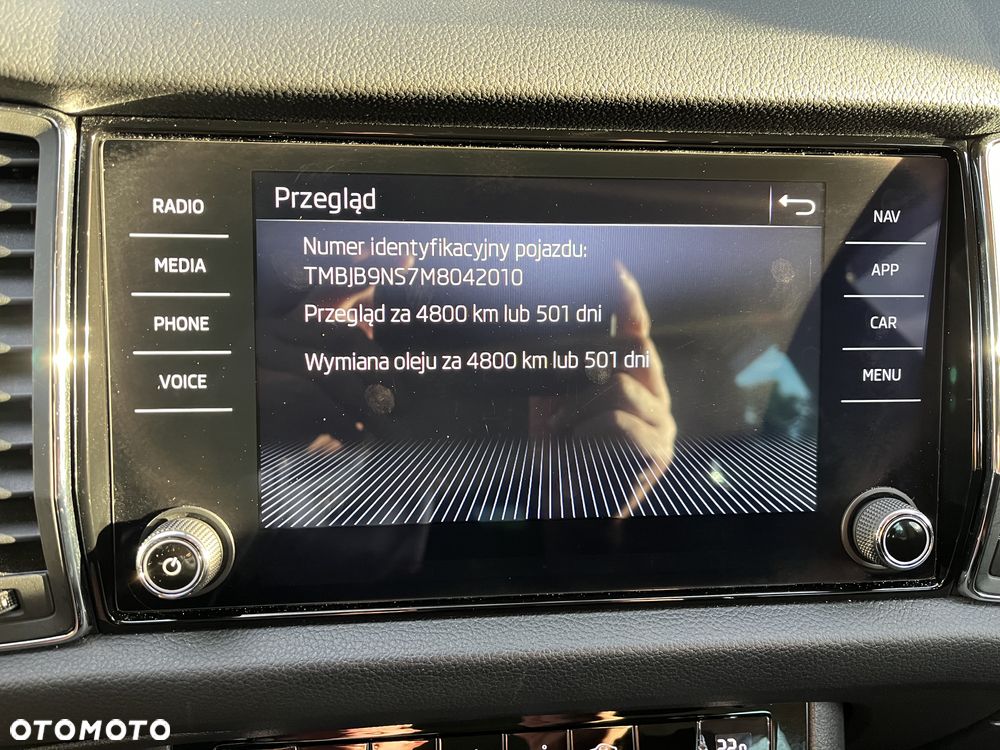 Przegląd
RADIO
MEDIA
PHONE
VOICE
Numer identyfikacyjny pojazdu:
TMBJB9NS7M8042010
Przegląd za 4800 km lub 501 dni
Wymiana oleju za 4800 km lub 501 dni
NAV
APP
CAR
MENU
OTOMOTO